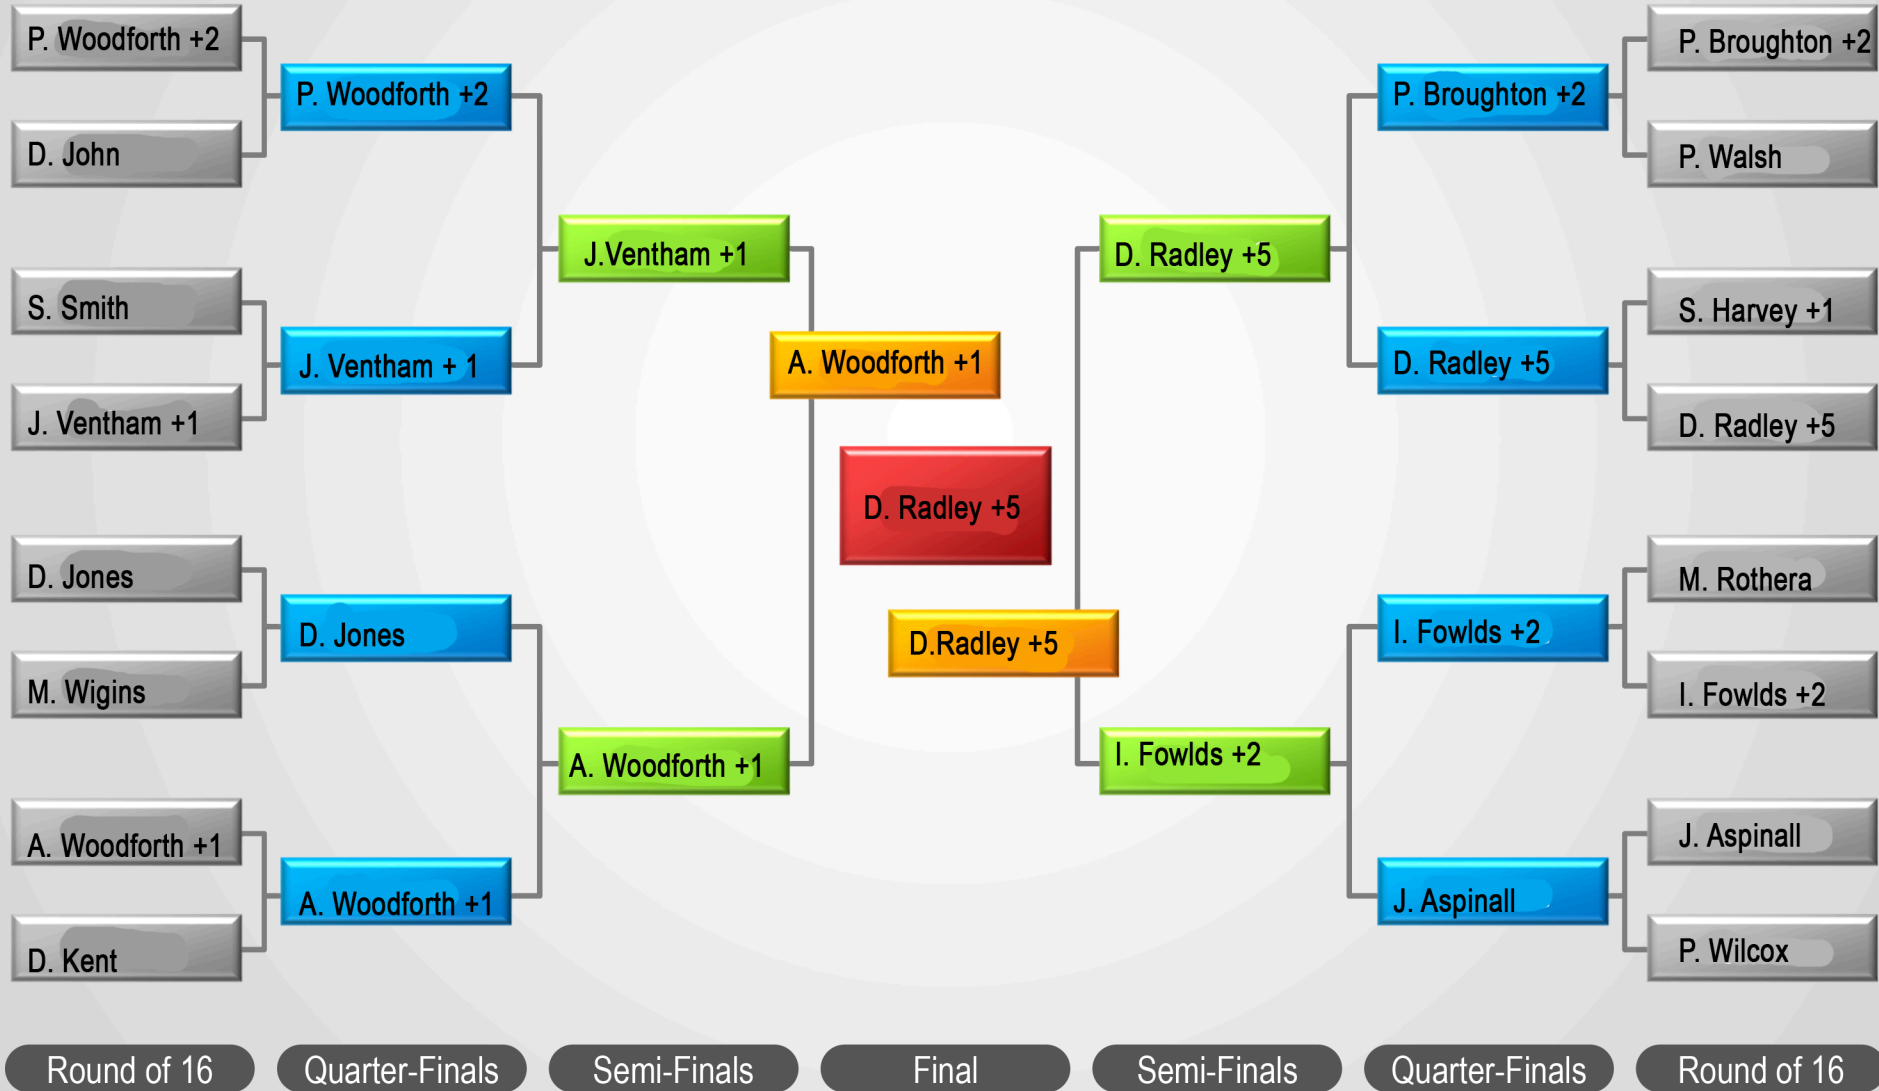 P. Woodforth +2
D. John
S. Smith
J. Ventham +1
D. Jones
M. Wigins
A. Woodforth +1
D. Kent
P. Woodforth +2
J. Ventham + 1
D. Jones
A. Woodforth +1
J.Ventham +1
A. Woodforth +1
A. Woodforth +1
D. Radley +5
D.Radley +5
D. Radley +5
I. Fowlds +2
P. Broughton +2
D. Radley +5
I. Fowlds +2
J. Aspinall
P. Broughton +2
P. Walsh
S. Harvey +1
D. Radley +5
M. Rothera
I. Fowlds +2
J. Aspinall
P. Wilcox
Round of 16
Quarter-Finals
Semi-Finals
Final
Semi-Finals
Quarter-Finals
Round of 16